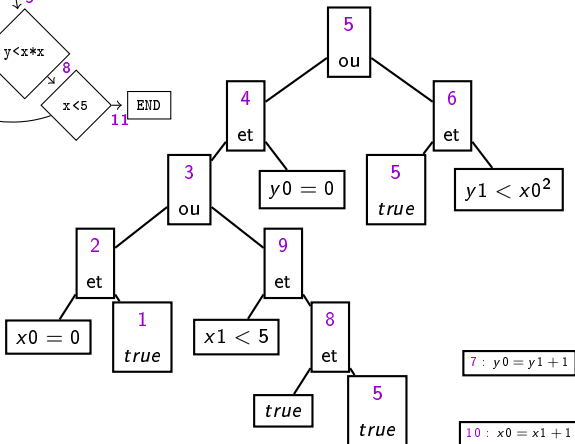 y<x*x
8
x<5
END
11
5
ou
4
et
6
et
3
ou
y0 = 0
5
true
y1 < x0²
2
et
9
et
x0 = 0
1
true
x1 < 5
8
et
true
5
true
7 : y0 = y1 + 1
10 : x0 = x1 + 1